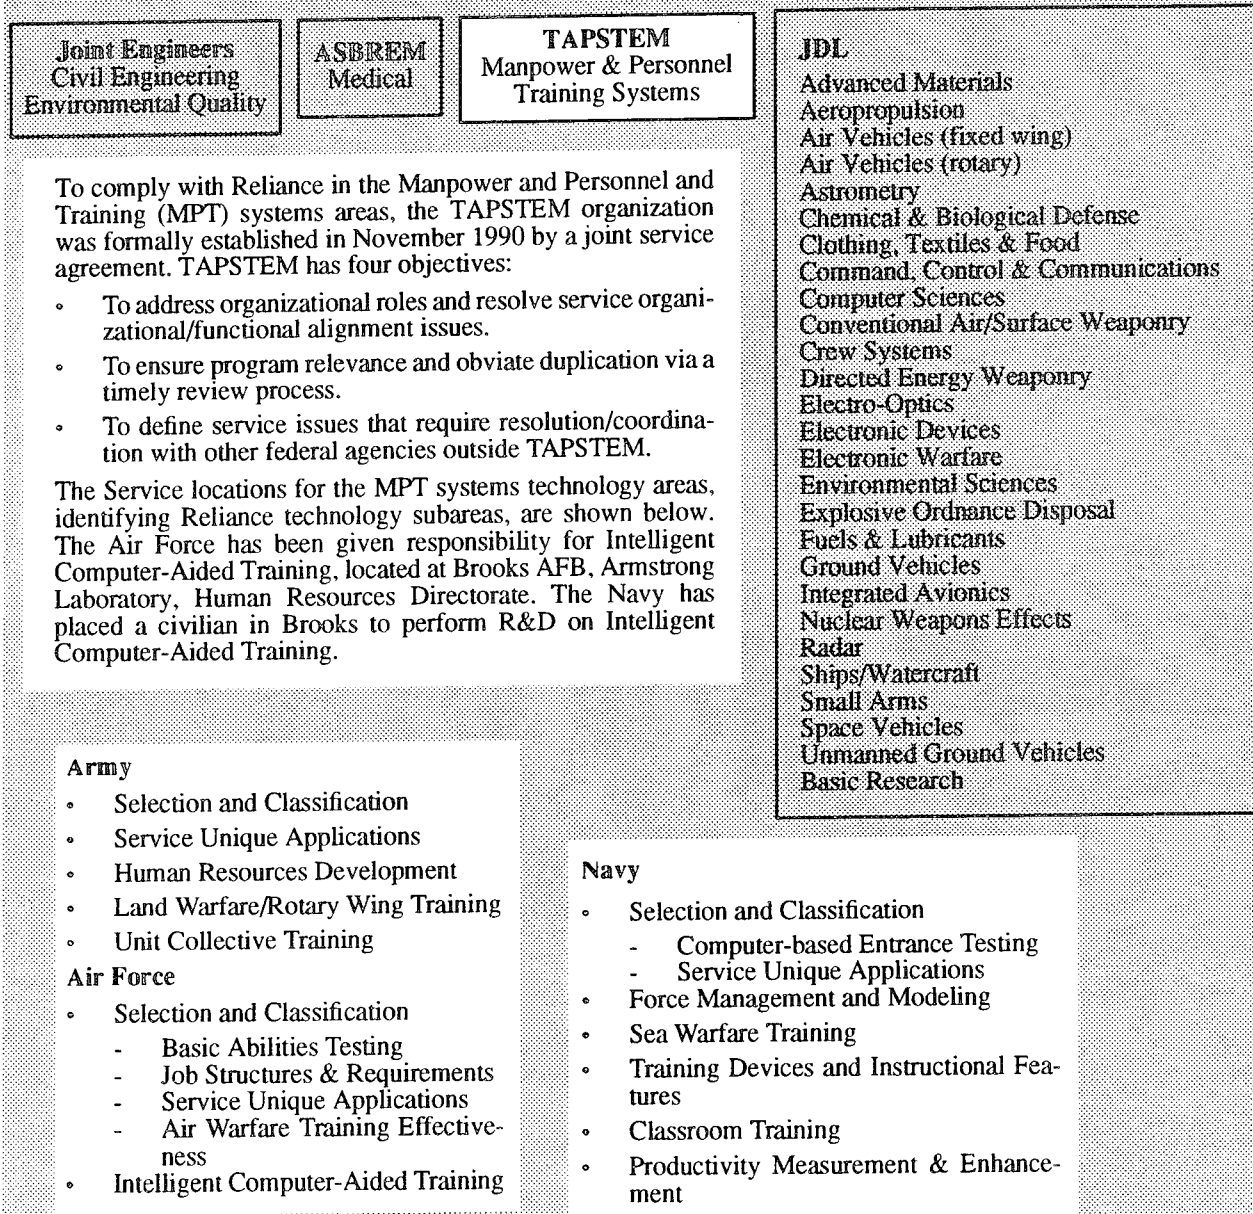 Joint Engineers
Civil Engineering
Environmental Quality
ASBREM
Medical
TAPSTEM
Manpower & Personnel
Training Systems
JDL
Advanced Materials
Aeropropulsion
Air Vehicles (fixed wing)
Air Vehicles (rotary)
Astrometry
Chemical & Biological Defense
Clothing, Textiles & Food
Command, Control & Communications
Computer Sciences
Conventional Air/Surface Weaponry
Crew Systems
Directed Energy Weaponry
Electro-Optics
Electronic Devices
Electronic Warfare
Environmental Sciences
Explosive Ordnance Disposal
Fuels & Lubricants
Ground Vehicles
Integrated Avionics
Nuclear Weapons Effects
Radar
Ships/Watercraft
Small Arms
Space Vehicles
Unmanned Ground Vehicles
Basic Research
To comply with Reliance in the Manpower and Personnel and
Training (MPT) systems areas, the TAPSTEM organization
was formally established in November 1990 by a joint service
agreement. TAPSTEM has four objectives:
• To address organizational roles and resolve service organi-
zational/functional alignment issues.
• To ensure program relevance and obviate duplication via a
timely review process.
• To define service issues that require resolution/coordina-
tion with other federal agencies outside TAPSTEM.
The Service locations for the MPT systems technology areas,
identifying Reliance technology subareas, are shown below.
The Air Force has been given responsibility for Intelligent
Computer-Aided Training, located at Brooks AFB, Armstrong
Laboratory, Human Resources Directorate. The Navy has
placed a civilian in Brooks to perform R&D on Intelligent
Computer-Aided Training.
Army
• Selection and Classification
• Service Unique Applications
• Human Resources Development
• Land Warfare/Rotary Wing Training
• Unit Collective Training
Air Force
• Selection and Classification
- Basic Abilities Testing
- Job Structures & Requirements
- Service Unique Applications
- Air Warfare Training Effective-
ness
• Intelligent Computer-Aided Training
Navy
• Selection and Classification
- Computer-based Entrance Testing
- Service Unique Applications
• Force Management and Modeling
• Sea Warfare Training
• Training Devices and Instructional Fea-
tures
• Classroom Training
• Productivity Measurement & Enhance-
ment